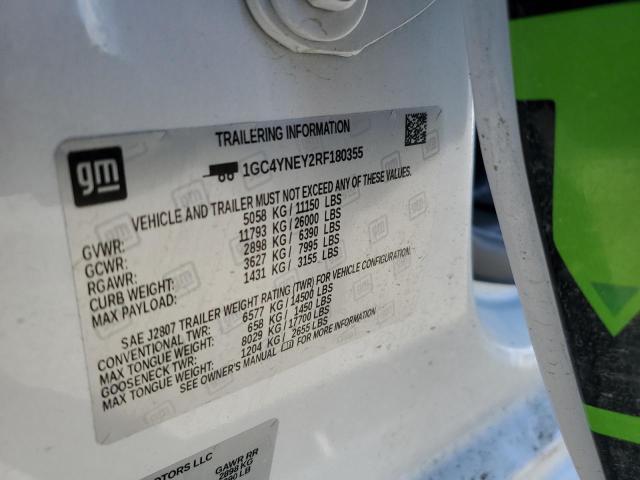 TRAILERING INFORMATION
gm
1GC4YNEY2RF180355
VEHICLE AND TRAILER MUST NOT EXCEED ANY OF THESE VALUES.
GVWR: 5058 KG / 11150 LBS
GCWR: 11793 KG / 26000 LBS
RGAWR: 2898 KG / 6390 LBS
CURB WEIGHT: 3627 KG / 7995 LBS
MAX PAYLOAD: 1431 KG / 3155 LBS
SAE J2807 TRAILER WEIGHT RATING (TWR) FOR VEHICLE CONFIGURATION.
CONVENTIONAL TWR: 6577 KG / 14500 LBS
MAX TONGUE WEIGHT: 658 KG / 1450 LBS
GOOSENECK TWR: 8029 KG / 17700 LBS
MAX TONGUE WEIGHT: 1204 KG / 2655 LBS
SEE OWNER'S MANUAL FOR MORE INFORMATION
MOTORS LLC
GAWR RR
2898 KG
LB